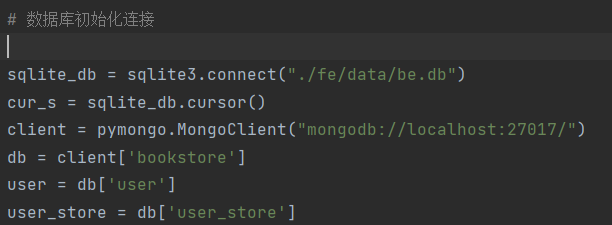 # 数据库初始化连接
sqlite_db = sqlite3.connect("./fe/data/be.db")
cur_s = sqlite_db.cursor()
client = pymongo.MongoClient("mongodb://localhost:27017/")
db = client['bookstore']
user = db['user']
user_store = db['user_store']